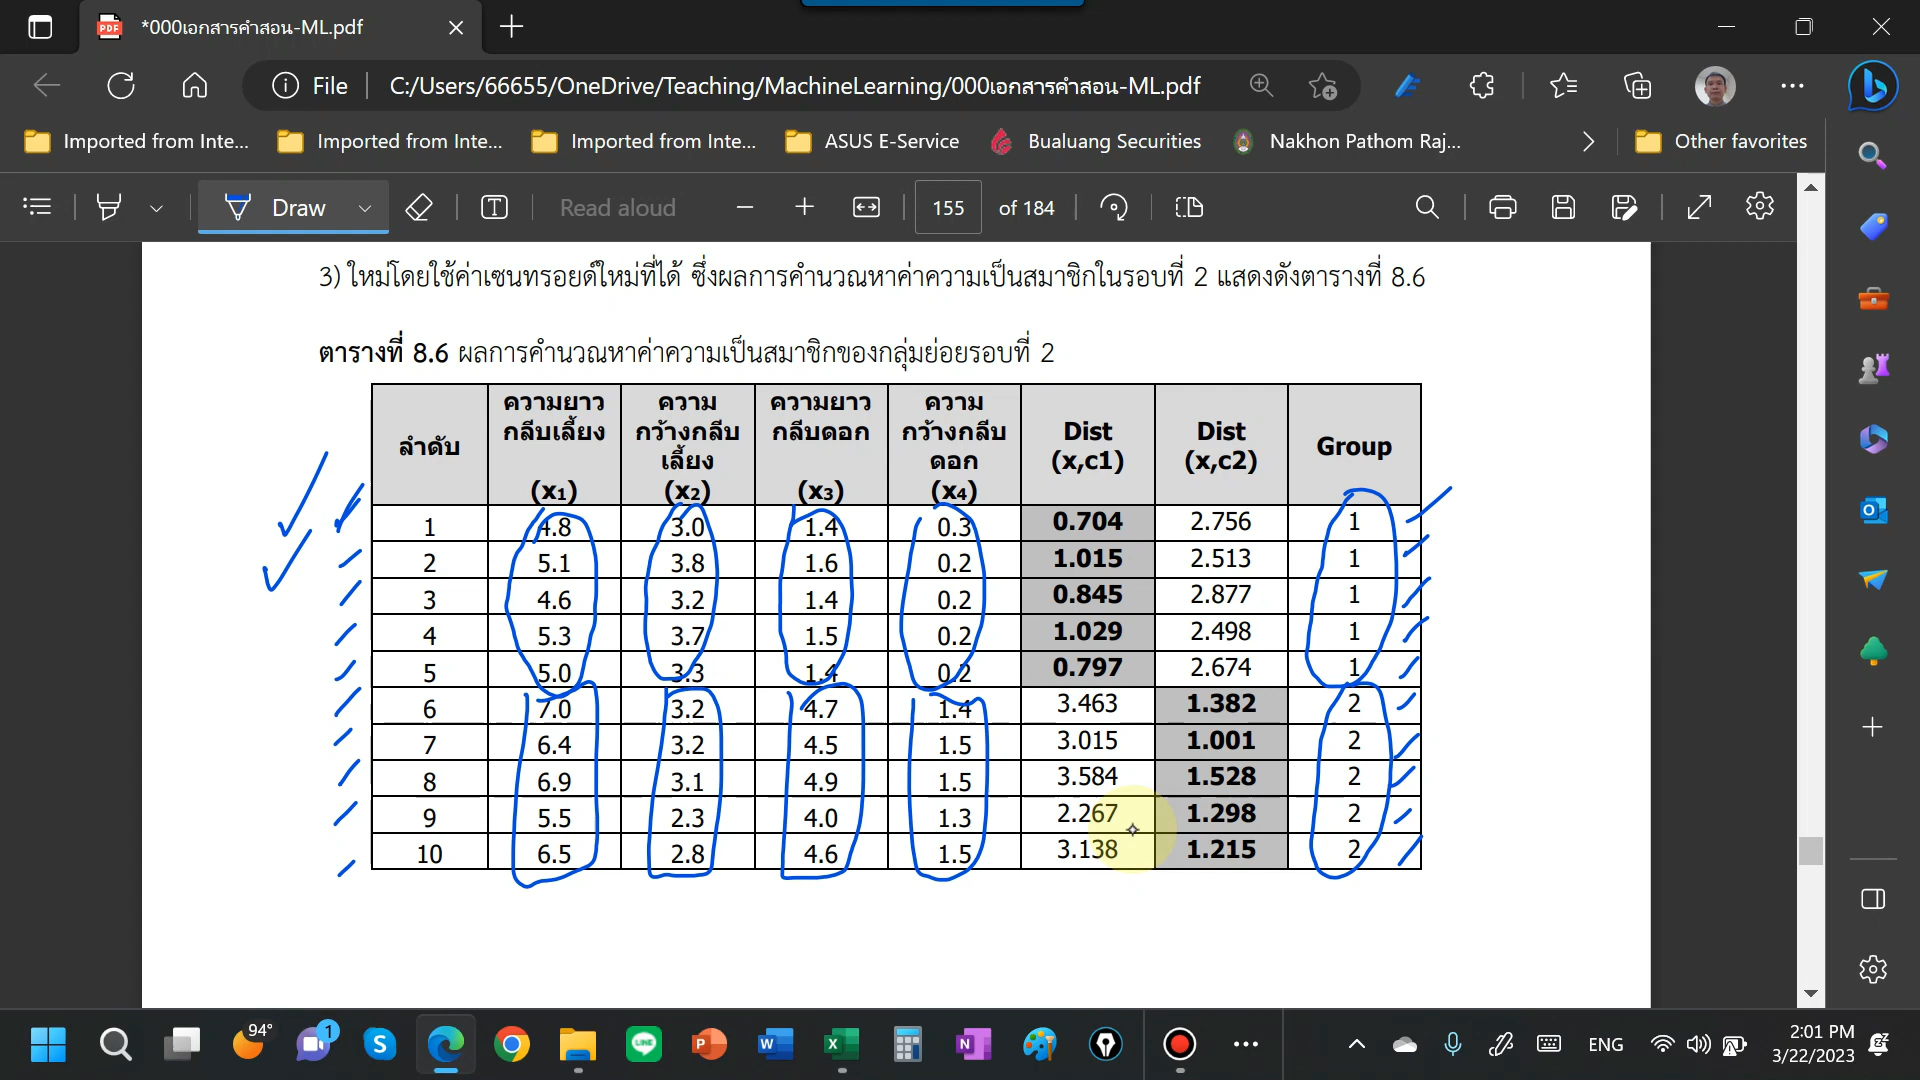 *000เอกสารคำสอน-ML.pdf
File
C:/Users/66655/OneDrive/Teaching/MachineLearning/000เอกสารคำสอน-ML.pdf
Imported from Inte... Imported from Inte... Imported from Inte... ASUS E-Service Bualuang Securities Nakhon Pathom Raj... Other favorites
Draw Read aloud 155 of 184
3) ใหม่โดยใช้ค่าเซนทรอยด์ใหม่ที่ได้ ซึ่งผลการคำนวณหาค่าความเป็นสมาชิกในรอบที่ 2 แสดงดังตารางที่ 8.6
ตารางที่ 8.6 ผลการคำนวณหาค่าความเป็นสมาชิกของกลุ่มย่อยรอบที่ 2
ลำดับ ความยาวกลีบเลี้ยง (x1) ความกว้างกลีบเลี้ยง (x2) ความยาวกลีบดอก (x3) ความกว้างกลีบดอก (x4) Dist (x,c1) Dist (x,c2) Group
1 4.8 3.0 1.4 0.3 0.704 2.756 1
2 5.1 3.8 1.6 0.2 1.015 2.513 1
3 4.6 3.2 1.4 0.2 0.845 2.877 1
4 5.3 3.7 1.5 0.2 1.029 2.498 1
5 5.0 3.3 1.4 0.2 0.797 2.674 1
6 7.0 3.2 4.7 1.4 3.463 1.382 2
7 6.4 3.2 4.5 1.5 3.015 1.001 2
8 6.9 3.1 4.9 1.5 3.584 1.528 2
9 5.5 2.3 4.0 1.3 2.267 1.298 2
10 6.5 2.8 4.6 1.5 3.138 1.215 2
94° 1 ENG 2:01 PM
3/22/2023